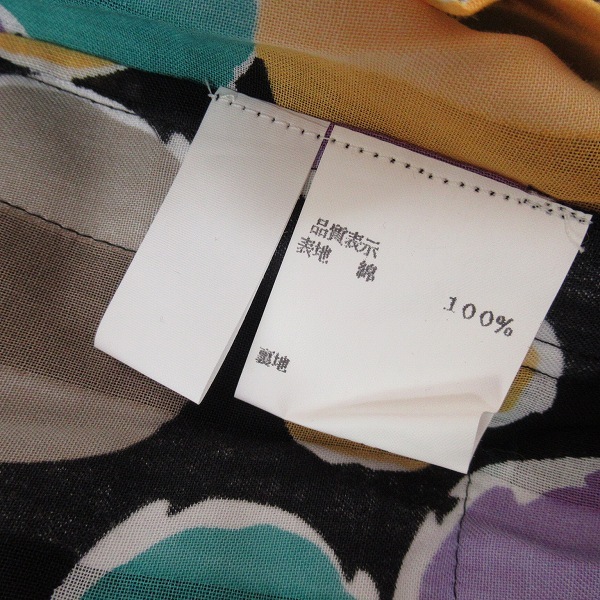 品質表示
表地 綿
100%
裏地